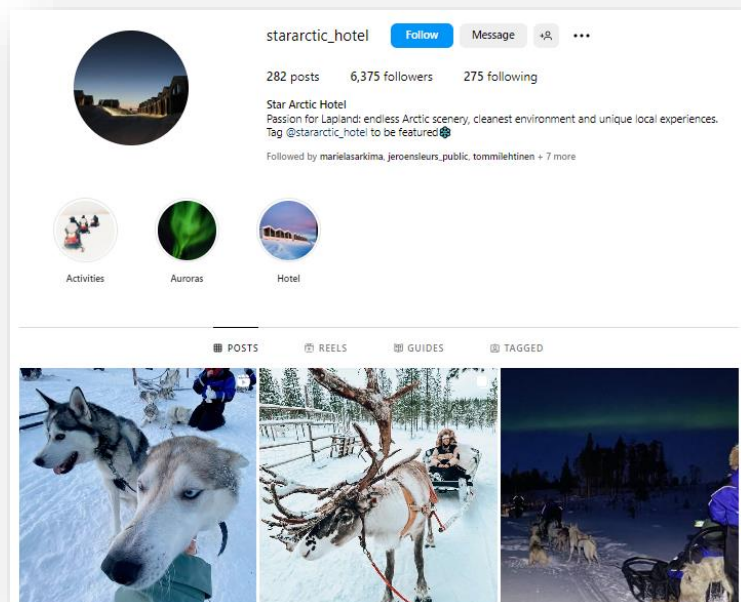 stararctic_hotel Follow Message
282 posts 6,375 followers 275 following
Star Arctic Hotel
Passion for Lapland: endless Arctic scenery, cleanest environment and unique local experiences.
Tag @stararctic_hotel to be featured
Followed by marielasarkima, jeroensleurs_public, tommilehtinen + 7 more
Activities Auroras Hotel
POSTS REELS GUIDES TAGGED